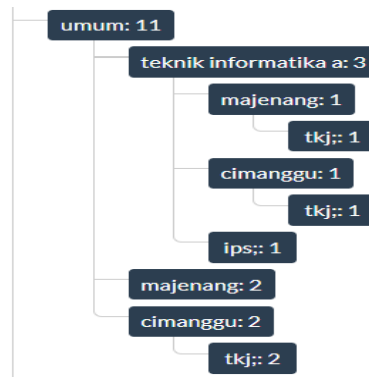 umum: 11
teknik informatika a: 3
majenang: 1
tkj;: 1
cimanggu: 1
tkj;: 1
ips;: 1
majenang: 2
cimanggu: 2
tkj;: 2